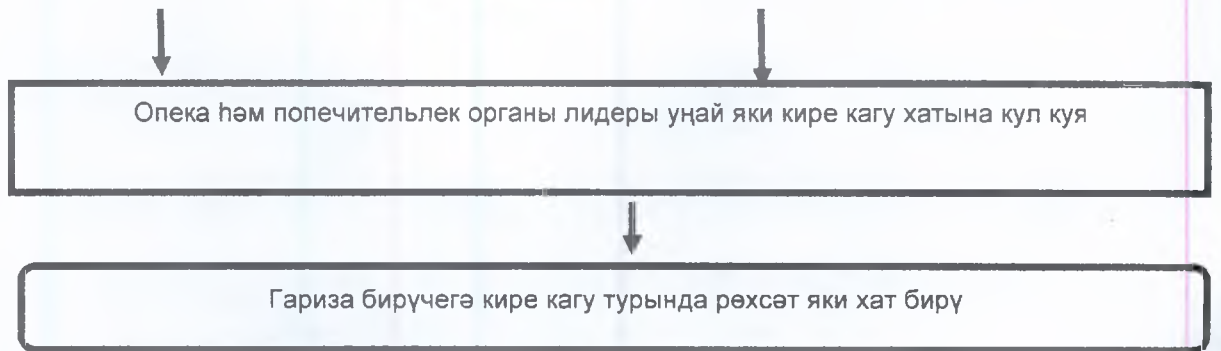 Опека һәм попечительлек органы лидеры уңай яки кире кагу хатына кул куя
Гариза бирүчегә кире кагу турында рөхсәт яки хат бирү